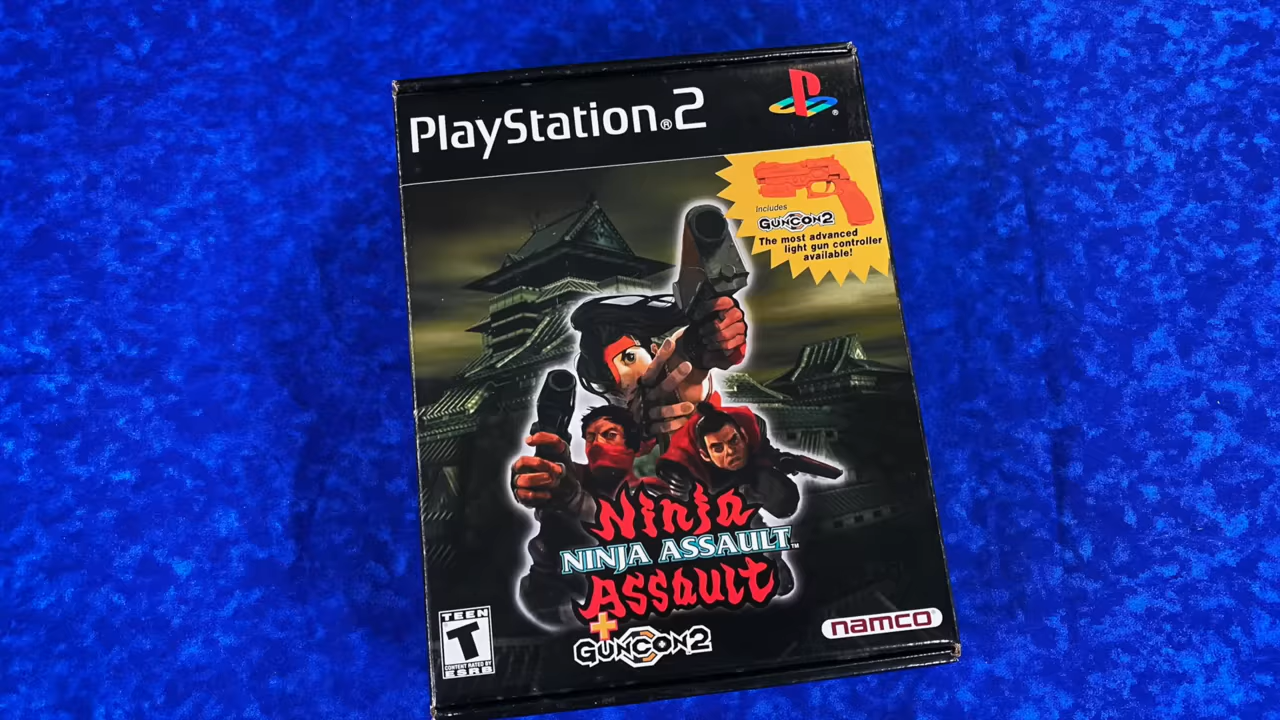 PlayStation®2
®
Includes
GUNCON2
The most advanced
light gun controller
available!
Ninja
NINJA ASSAULT™
Assault
+
GUNCON2
TEEN
T
CONTENT RATED BY
ESRB
namco®